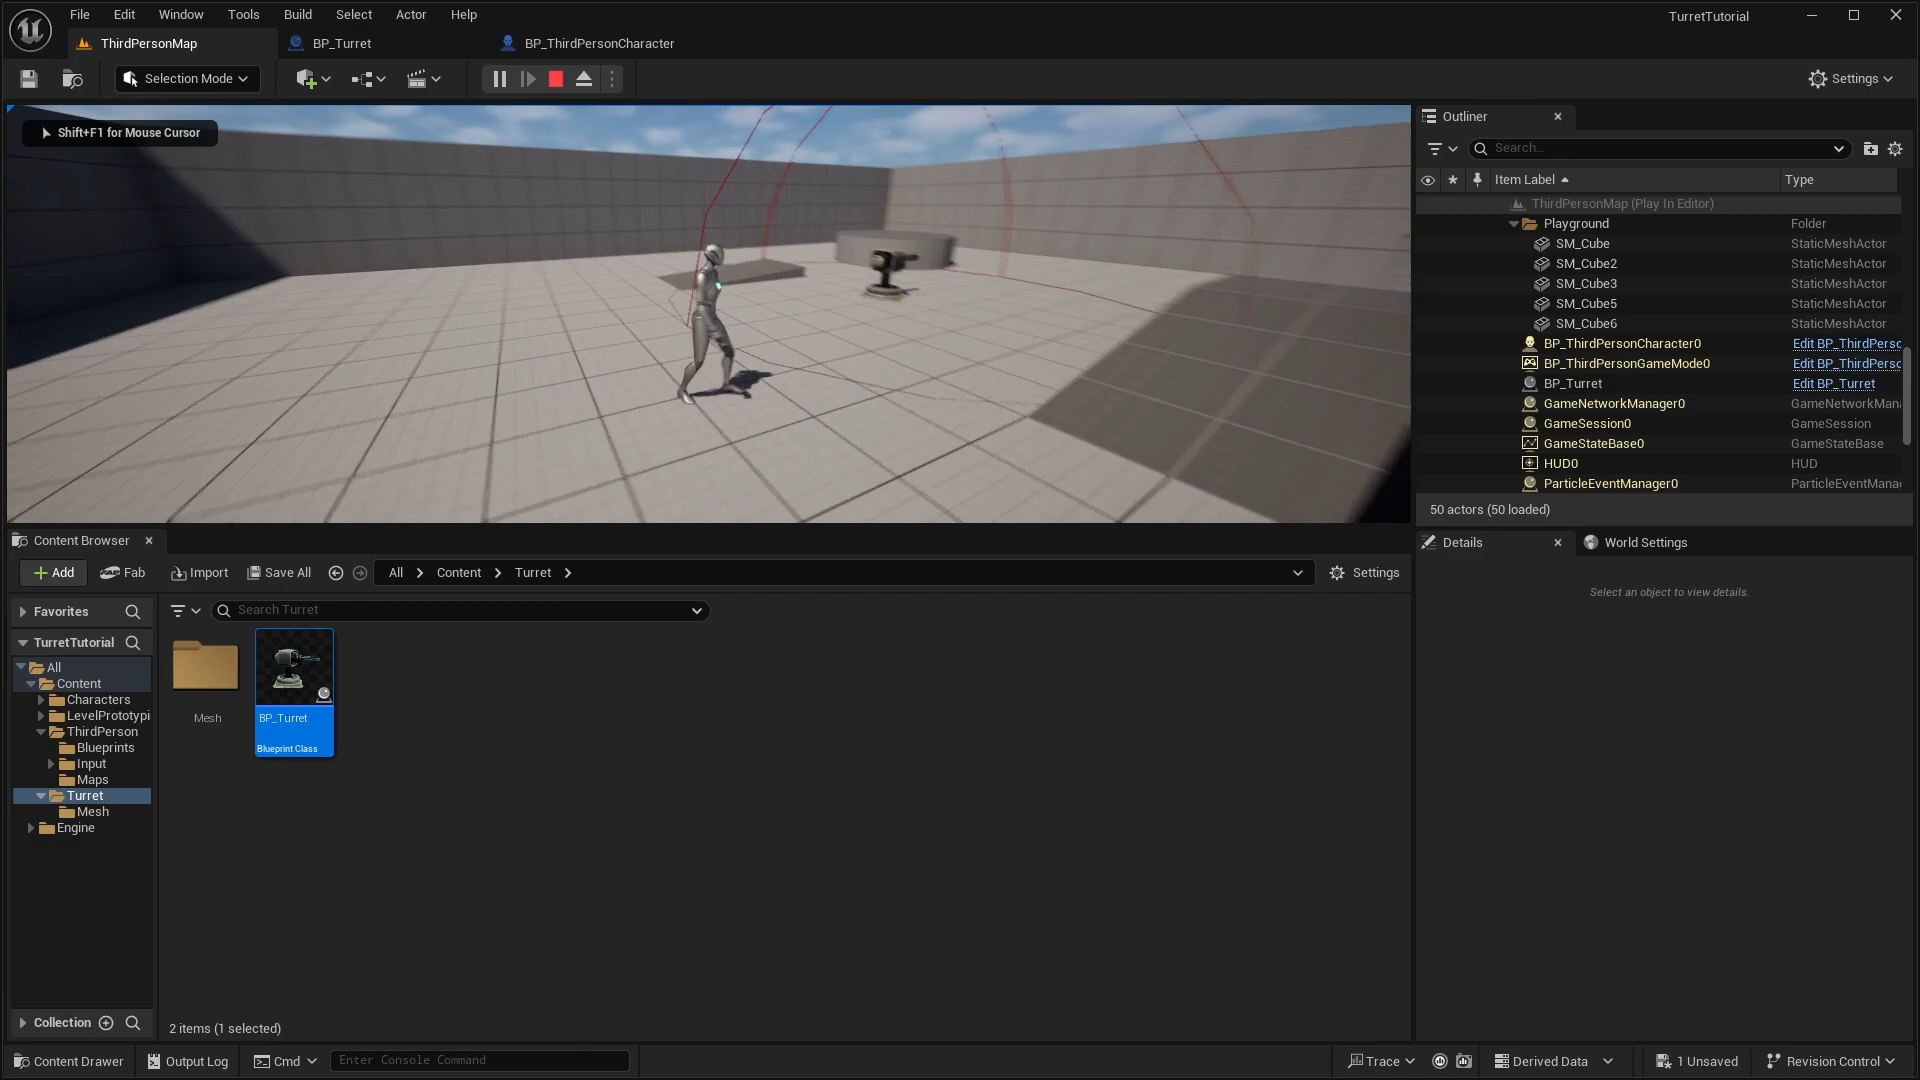 File Edit Window Tools Build Select Actor Help
TurretTutorial
ThirdPersonMap
BP_Turret
BP_ThirdPersonCharacter
Selection Mode
Settings
Shift+F1 for Mouse Cursor
Outliner
Search...
Item Label
Type
ThirdPersonMap (Play In Editor)
Playground Folder
SM_Cube StaticMeshActor
SM_Cube2 StaticMeshActor
SM_Cube3 StaticMeshActor
SM_Cube5 StaticMeshActor
SM_Cube6 StaticMeshActor
BP_ThirdPersonCharacter0 Edit BP_ThirdPersc
BP_ThirdPersonGameMode0 Edit BP_ThirdPersc
BP_Turret Edit BP_Turret
GameNetworkManager0 GameNetworkMana
GameSession0 GameSession
GameStateBase0 GameStateBase
HUD0 HUD
ParticleEventManager0 ParticleEventMana
50 actors (50 loaded)
Content Browser
Add
Fab
Import
Save All
All
Content
Turret
Settings
Details
World Settings
Select an object to view details.
Favorites
Search Turret
TurretTutorial
All
Content
Characters
LevelPrototypi
ThirdPerson
Blueprints
Input
Maps
Turret
Mesh
Engine
Mesh
BP_Turret
Blueprint Class
Collection
2 items (1 selected)
Content Drawer
Output Log
Cmd
Enter Console Command
Trace
Derived Data
1 Unsaved
Revision Control